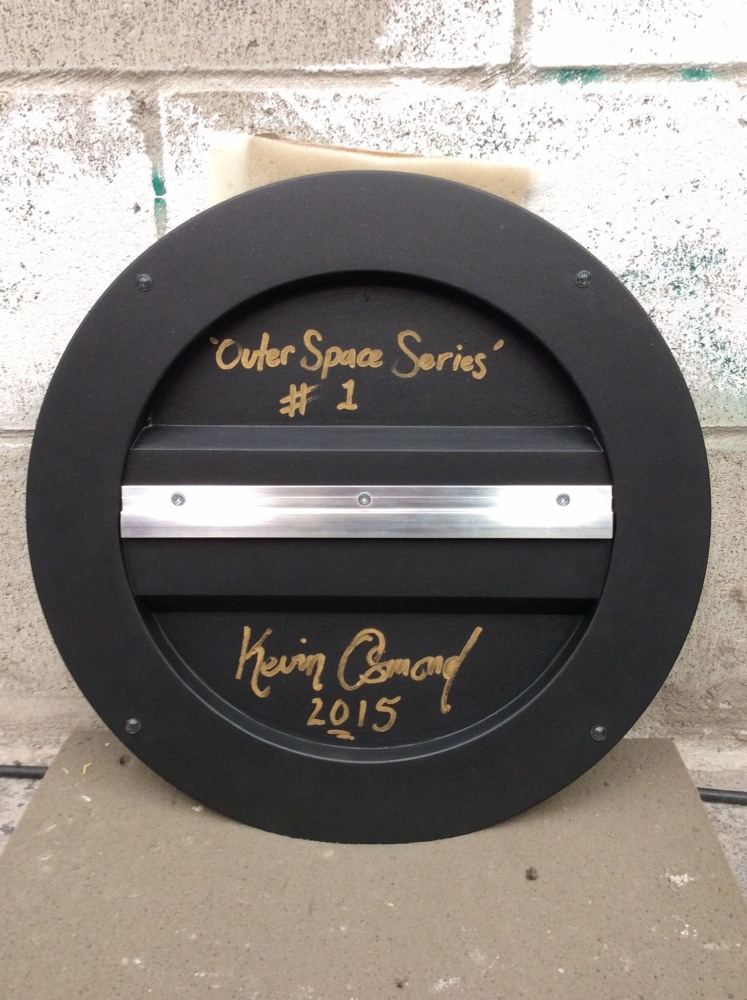 'Outer Space Series'
# 1
Kevin Osmond
2015